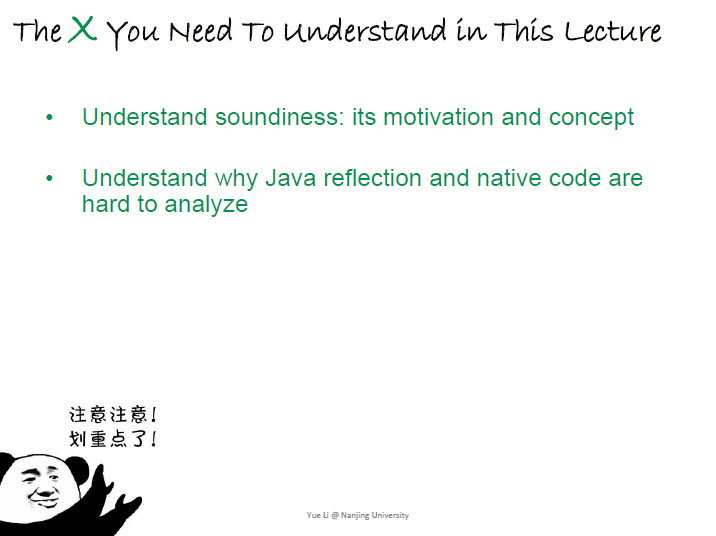 The X You Need To Understand in This Lecture
• Understand soundiness: its motivation and concept
• Understand why Java reflection and native code are
hard to analyze
注意注意!
划重点了!
Yue Li @ Nanjing University